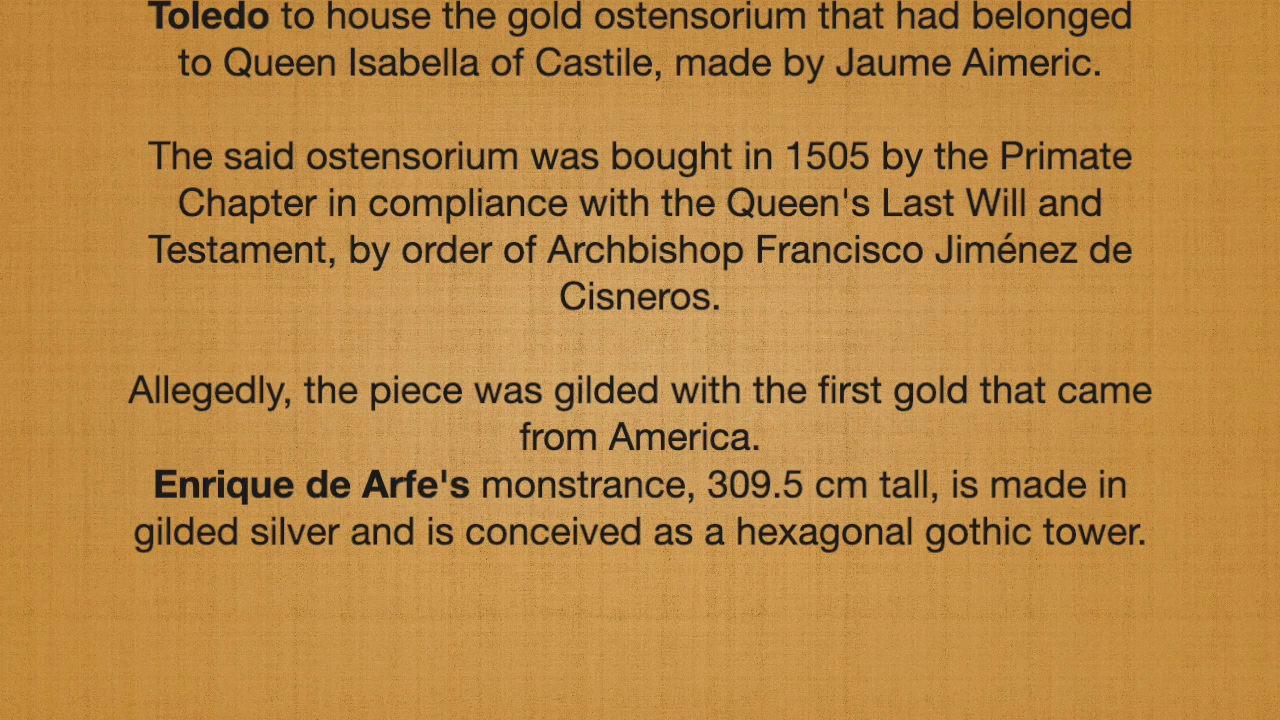 Toledo to house the gold ostensorium that had belonged
to Queen Isabella of Castile, made by Jaume Aimeric.
The said ostensorium was bought in 1505 by the Primate
Chapter in compliance with the Queen's Last Will and
Testament, by order of Archbishop Francisco Jiménez de
Cisneros.
Allegedly, the piece was gilded with the first gold that came
from America.
Enrique de Arfe's monstrance, 309.5 cm tall, is made in
gilded silver and is conceived as a hexagonal gothic tower.